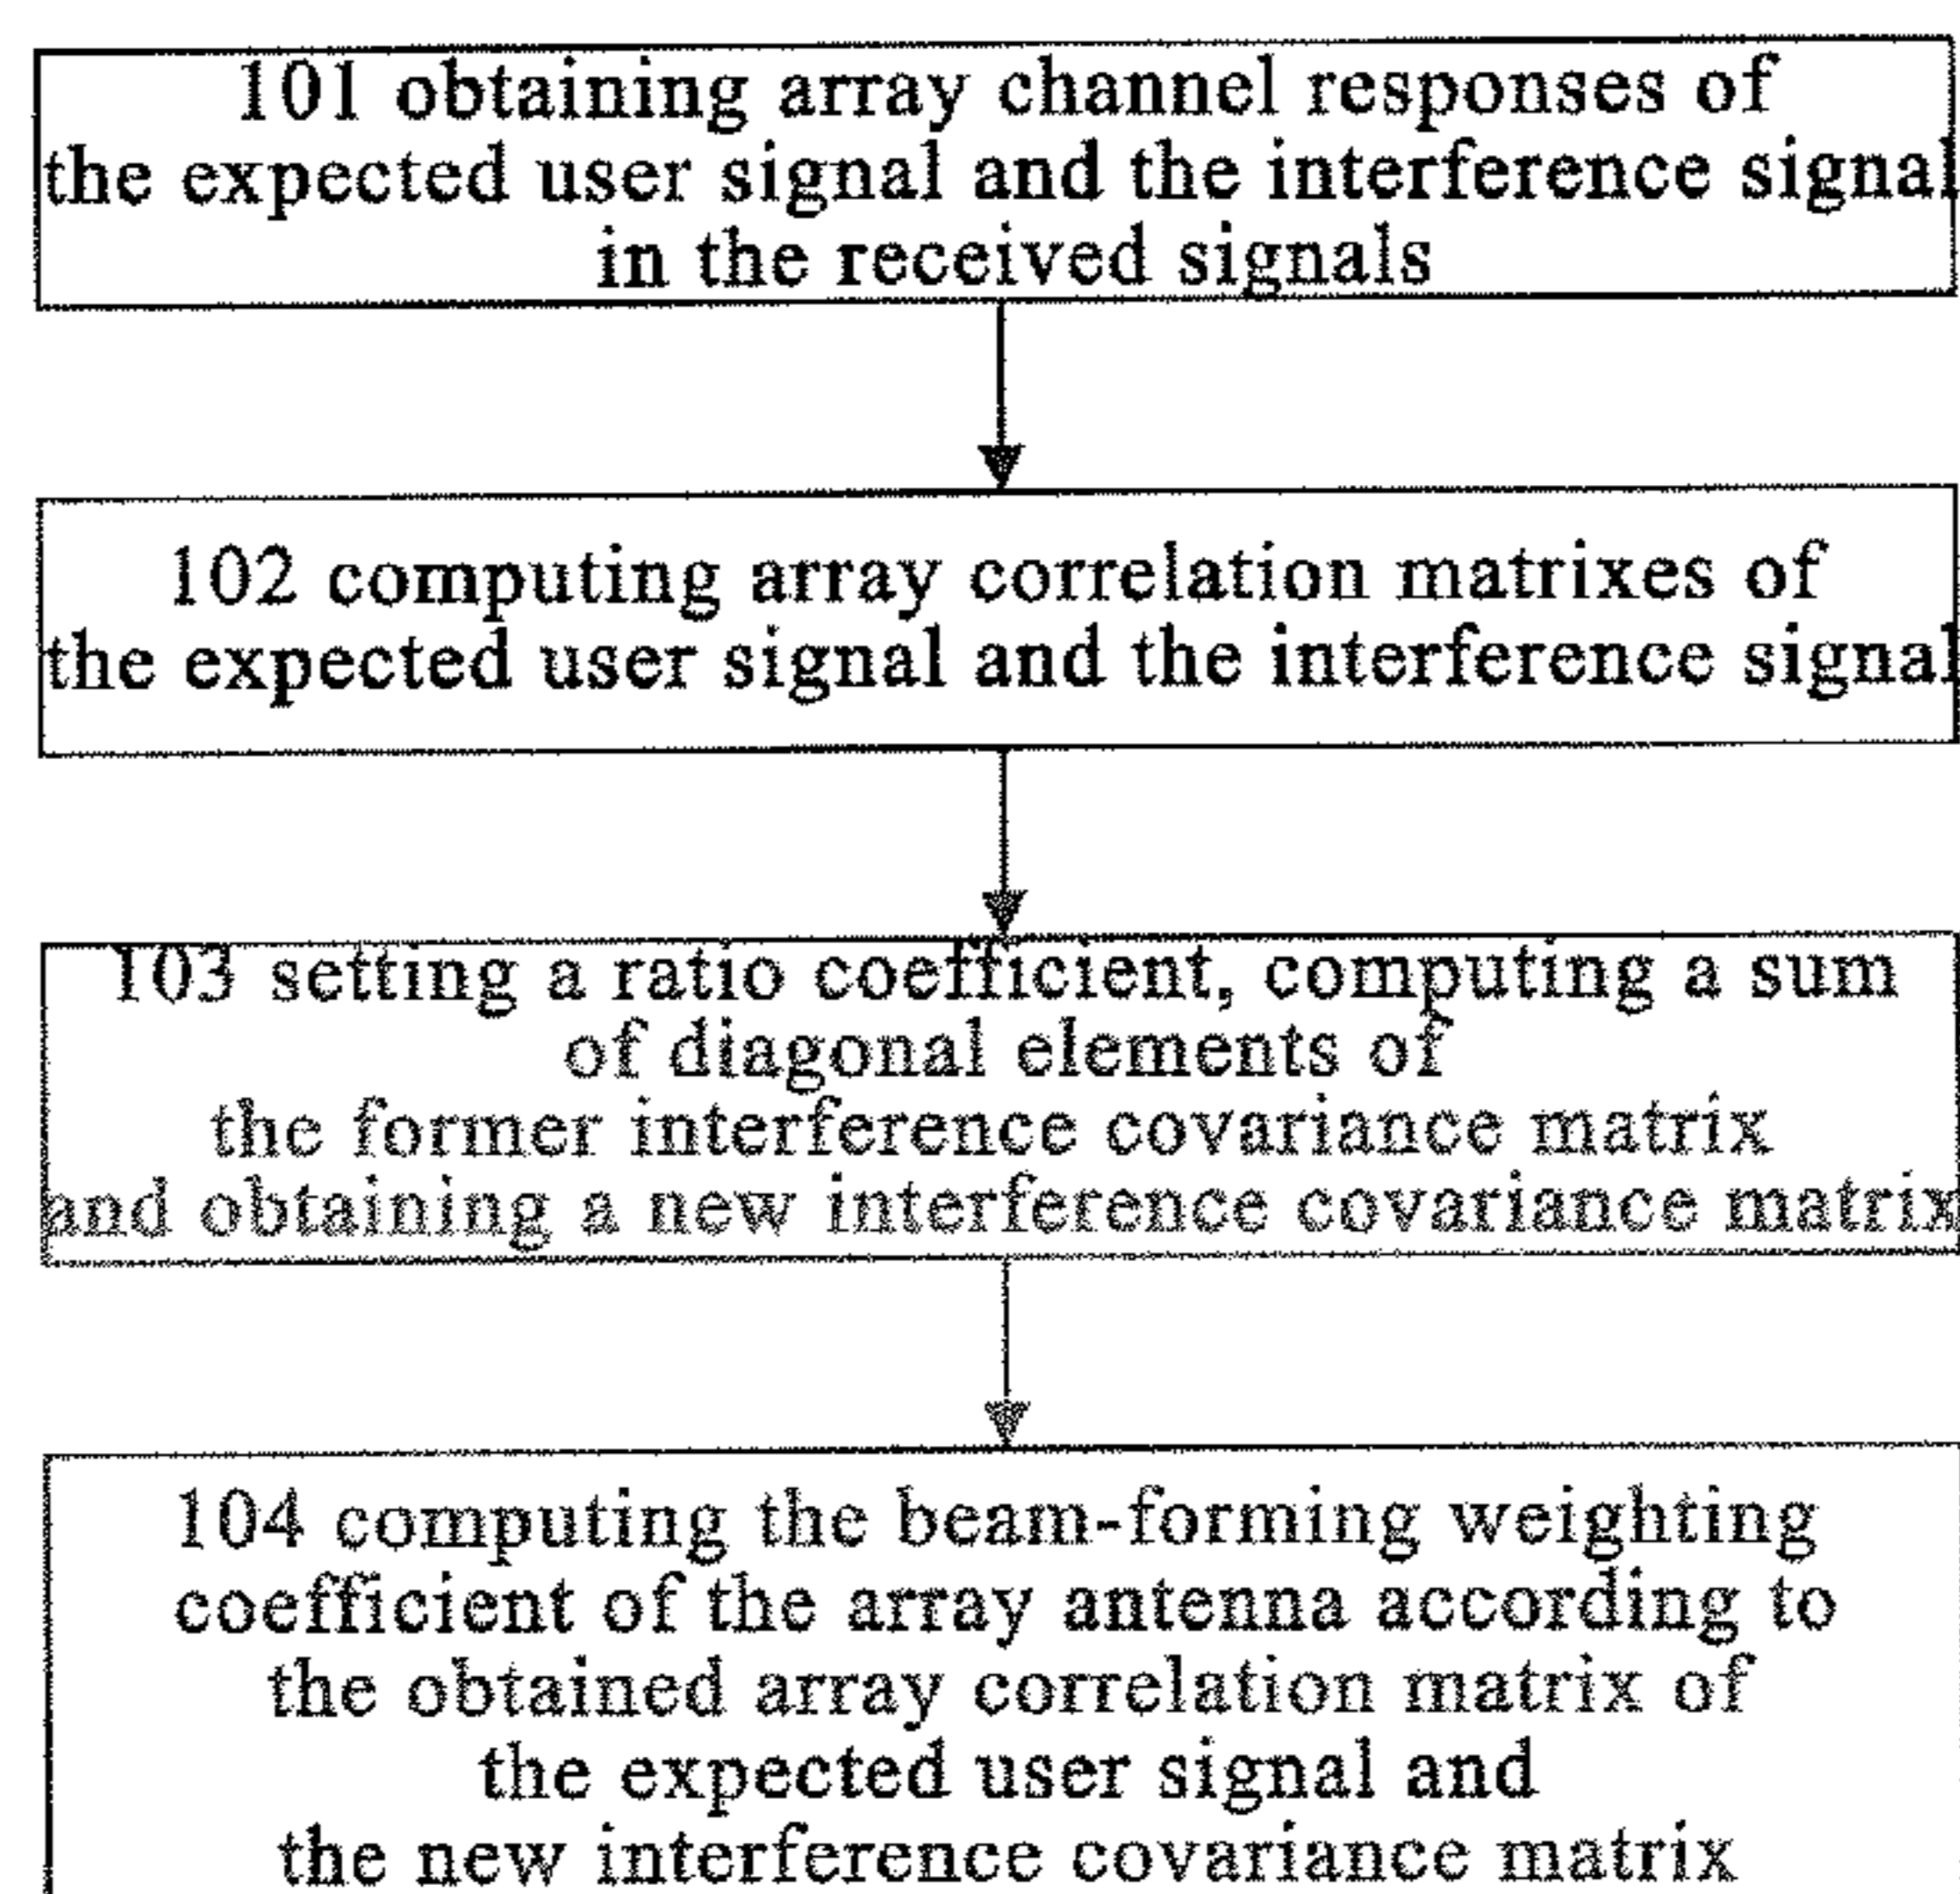 101 obtaining array channel responses of
the expected user signal and the interference signal
in the received signals
102 computing array correlation matrixes of
the expected user signal and the interference signal
103 setting a ratio coefficient, computing a sum
of diagonal elements of
the former interference covariance matrix
and obtaining a new interference covariance matrix
104 computing the beam-forming weighting
coefficient of the array antenna according to
the obtained array correlation matrix of
the expected user signal and
the new interference covariance matrix